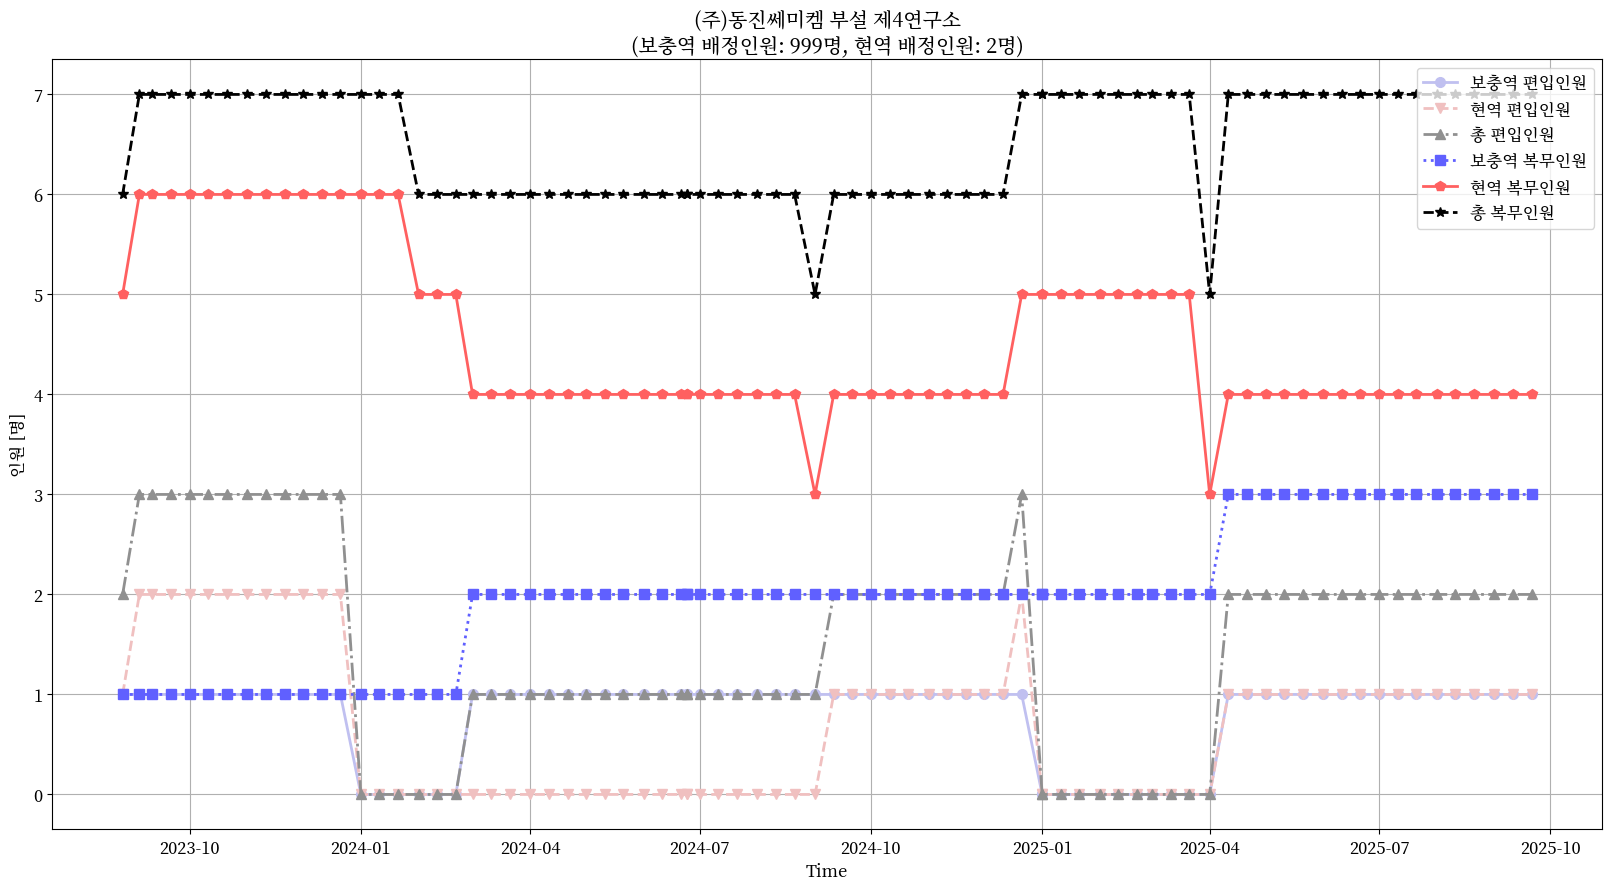 (주)동진쎄미켐 부설 제4연구소
(보충역 배정인원: 999명, 현역 배정인원: 2명)
보충역 편입인원
현역 편입인원
총 편입인원
보충역 복무인원
현역 복무인원
총 복무인원
인원 [명]
7
6
5
4
3
2
1
0
2023-10
2024-01
2024-04
2024-07
2024-10
2025-01
2025-04
2025-07
2025-10
Time